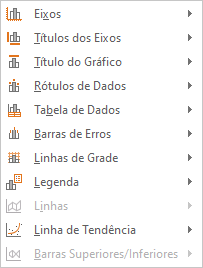 Eixos
Títulos dos Eixos
Título do Gráfico
Rótulos de Dados
Tabela de Dados
Barras de Erros
Linhas de Grade
Legenda
Linhas
Linha de Tendência
Barras Superiores/Inferiores